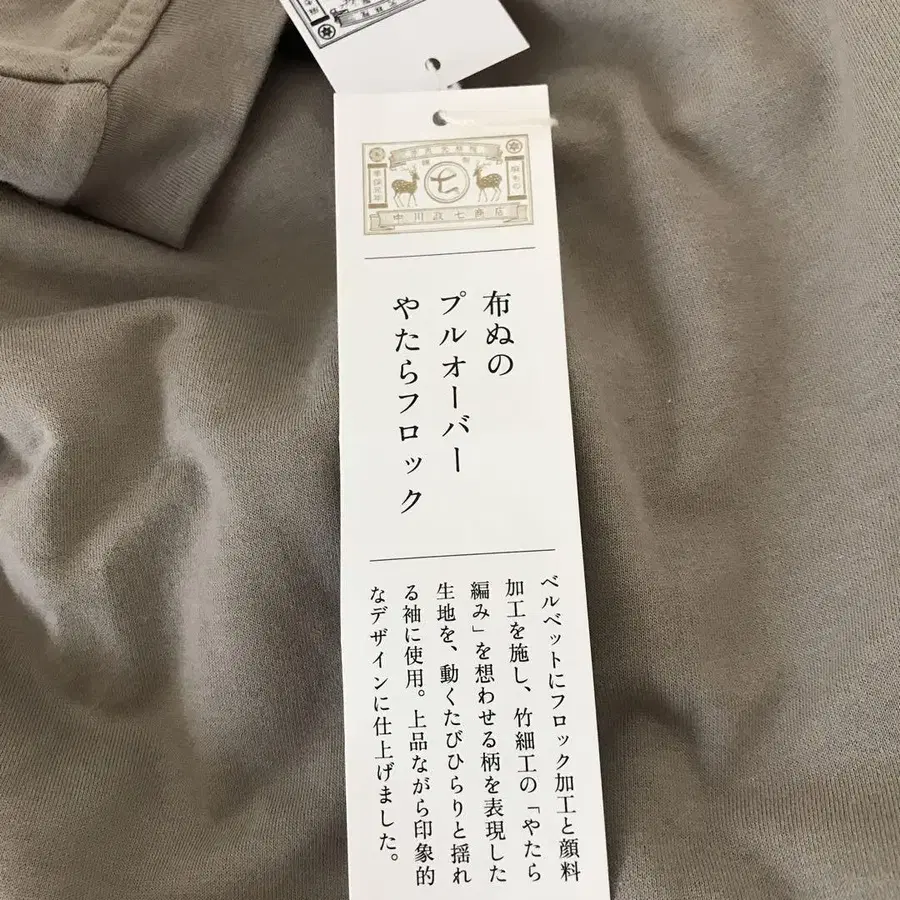 中川政七商店
布ぬの
プルオーバー
やたらフロック
ベルベットにフロック加工と顔料
加工を施し、竹細工の「やたら
編み」を想わせる柄を表現した
生地を、動くたびひらりと揺れ
る袖に使用。上品ながら印象的
なデザインに仕上げました。